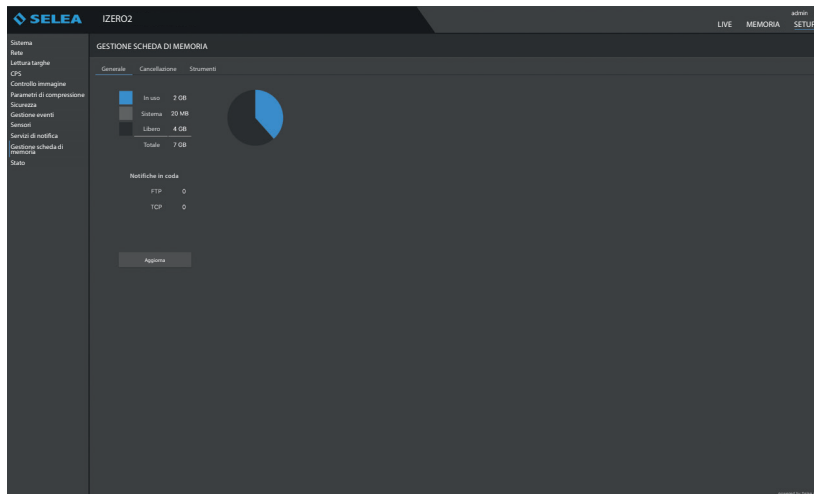 SELEA
IZERO2
admin
LIVE MEMORIA SETUP
Sistema
Rete
Lettura targhe
CPS
Controllo immagine
Parametri di compressione
Sicurezza
Gestione eventi
Sensori
Servizi di notifica
Gestione scheda di
memoria
Stato
GESTIONE SCHEDA DI MEMORIA
Generale Cancellazione Strumenti
In uso 2 GB
Sistema 20 MB
Libero 4 GB
Totale 7 GB
Notifiche in coda
FTP 0
TCP 0
Aggiorna